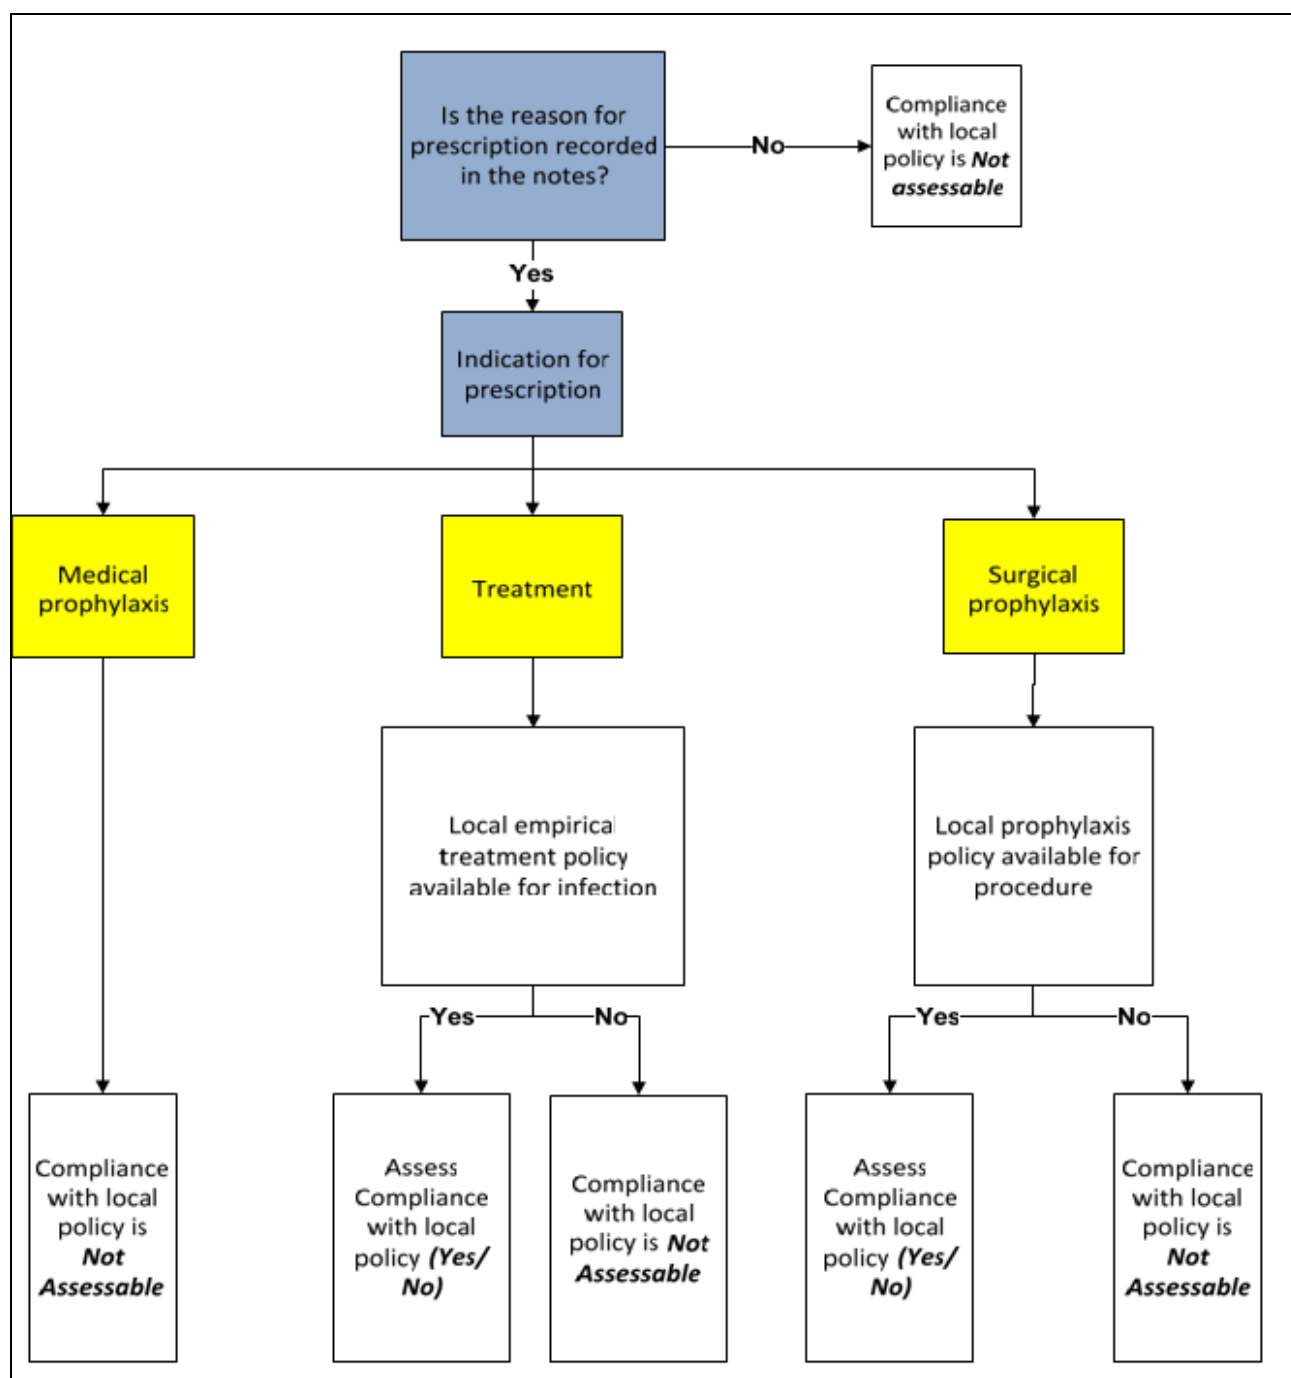 Is the reason for
prescription recorded
in the notes?
No
Compliance
with local
policy is Not
assessable
Yes
Indication for
prescription
Medical
prophylaxis
Treatment
Surgical
prophylaxis
Local empirical
treatment policy
available for infection
Local prophylaxis
policy available for
procedure
Yes
No
Yes
No
Compliance
with local
policy is
Not
Assessable
Assess
Compliance
with local
policy (Yes/
No)
Compliance
with local
policy is Not
Assessable
Assess
Compliance
with local
policy (Yes/
No)
Compliance
with local
policy is
Not
Assessable